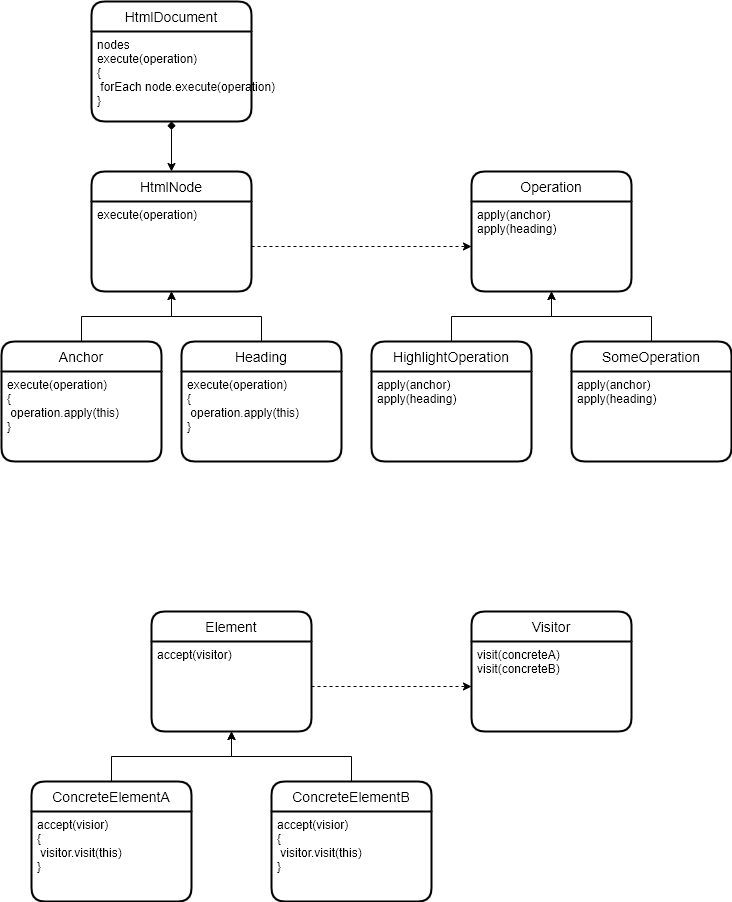 HtmlDocument
nodes
execute(operation)
{
forEach node.execute(operation)
}
HtmlNode
execute(operation)
Operation
apply(anchor)
apply(heading)
Anchor
execute(operation)
{
operation.apply(this)
}
Heading
execute(operation)
{
operation.apply(this)
}
HighlightOperation
apply(anchor)
apply(heading)
SomeOperation
apply(anchor)
apply(heading)
Element
accept(visitor)
Visitor
visit(concreteA)
visit(concreteB)
ConcreteElementA
accept(visior)
{
visitor.visit(this)
}
ConcreteElementB
accept(visior)
{
visitor.visit(this)
}